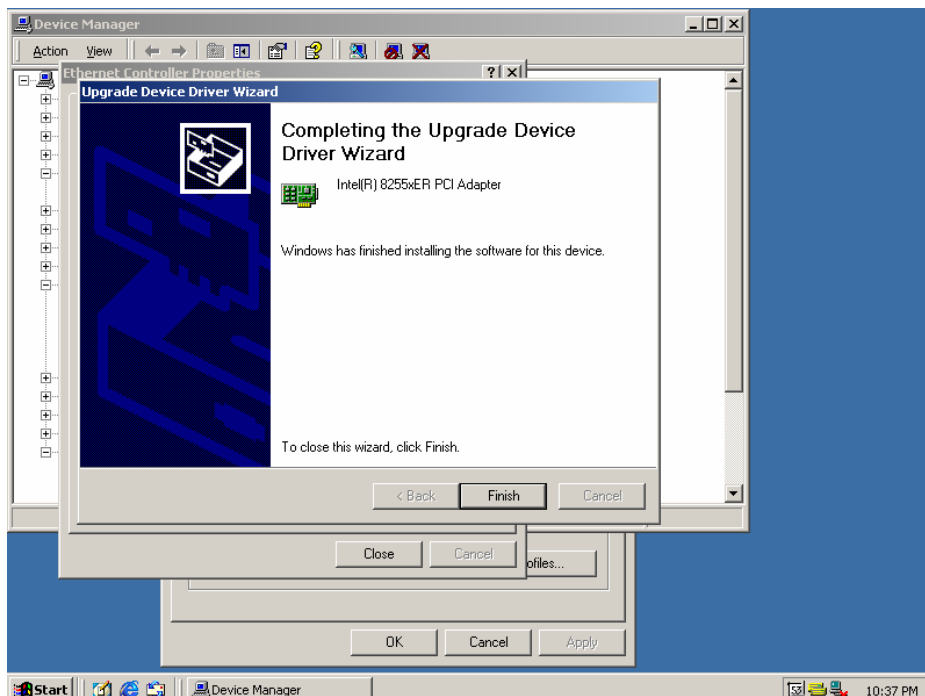 Device Manager
Action View
Ethernet Controller Properties
Upgrade Device Driver Wizard
Completing the Upgrade Device
Driver Wizard
Intel(R) 8255xER PCI Adapter
Windows has finished installing the software for this device.
To close this wizard, click Finish.
< Back Finish Cancel
Close Cancel
ofiles...
OK Cancel Apply
Start Device Manager 10:37 PM